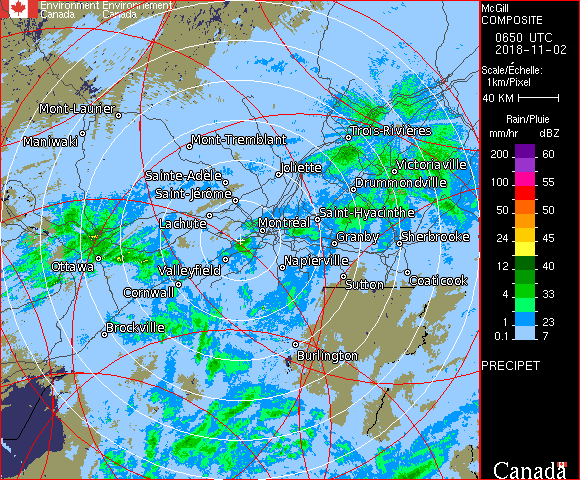 Environment Environnement
Canada Canada
McGill
COMPOSITE
0650 UTC
2018-11-02
Scale/Échelle:
1km/Pixel
40 KM
Rain/Pluie
mm/hr dBZ
200 60
100 55
50 50
24 45
12 40
4 33
1 23
0.1 7
PRECIPET
Canada
Mont-Laurier
Maniwaki
Mont-Tremblant
Trois-Rivières
Joliette
Victoriaville
Sainte-Adèle
Drummondville
Saint-Jérôme
Saint-Hyacinthe
Lachute
Montréal
Granby
Sherbrooke
Ottawa
Valleyfield
Napierville
Cornwall
Sutton
Coaticook
Brockville
Burlington